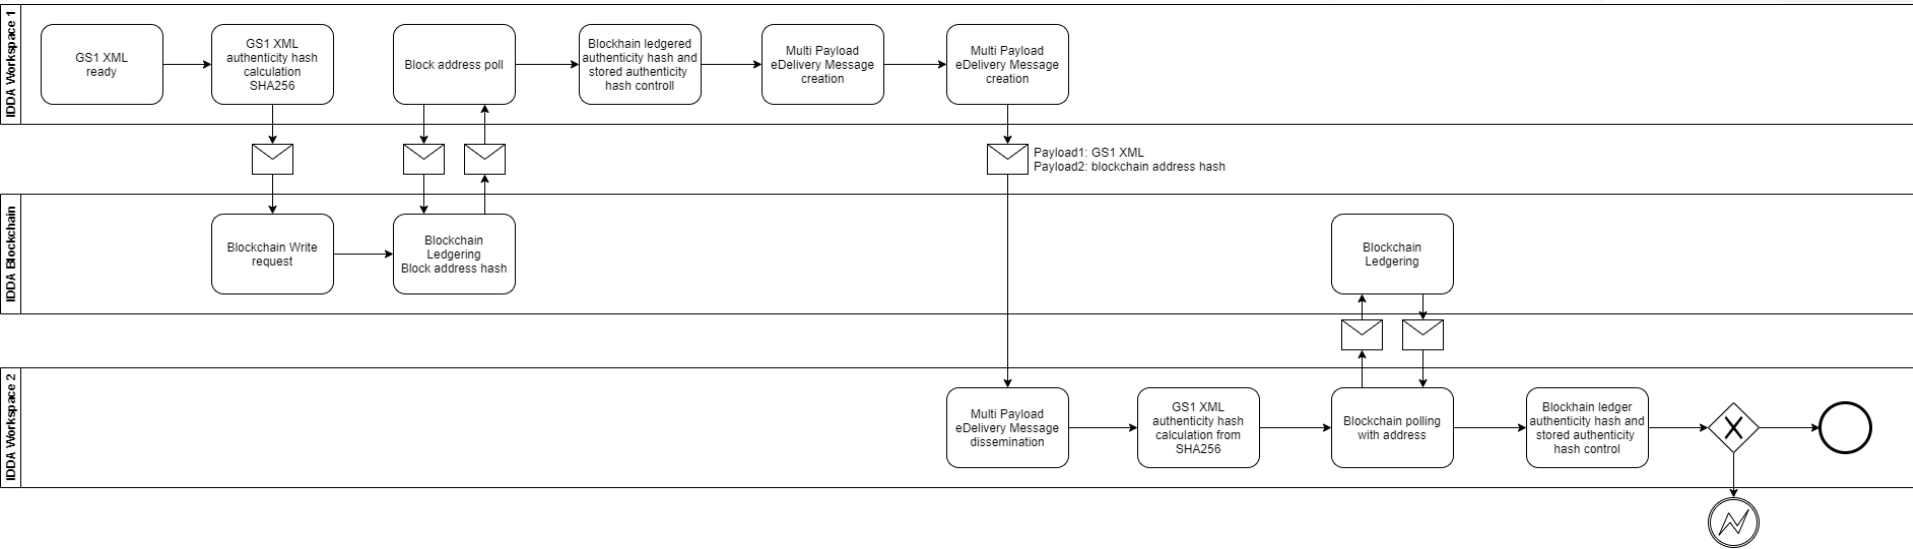 IDDA Workspace 1
GS1 XML
ready
GS1 XML
authenticity hash
calculation
SHA256
Block address poll
Blockhain ledgered
authenticity hash and
stored authenticity
hash controll
Multi Payload
eDelivery Message
creation
Multi Payload
eDelivery Message
creation
Payload1: GS1 XML
Payload2: blockchain address hash
IDDA Blockchain
Blockchain Write
request
Blockchain
Ledgering
Block address hash
Blockchain
Ledgering
IDDA Workspace 2
Multi Payload
eDelivery Message
dissemination
GS1 XML
authenticity hash
calculation from
SHA256
Blockchain polling
with address
Blockhain ledger
authenticity hash and
stored authenticity
hash control